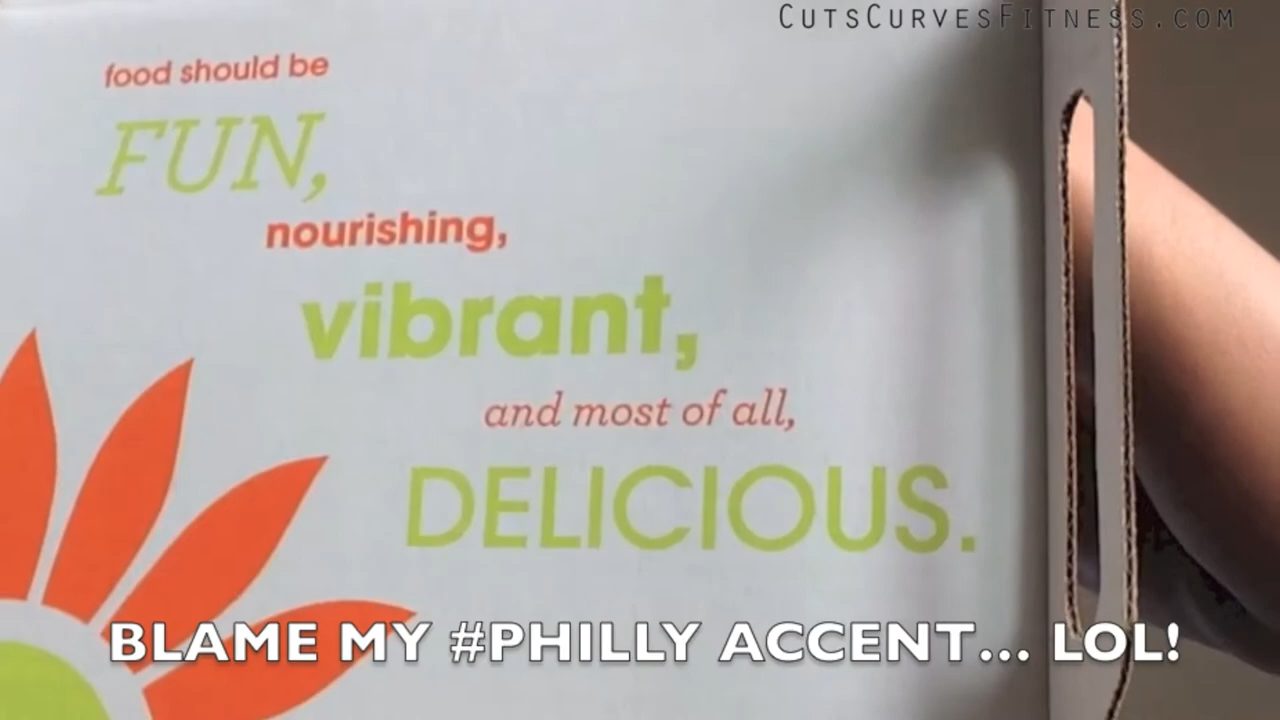 CutsCurvesFitness.com
food should be
FUN,
nourishing,
vibrant,
and most of all,
DELICIOUS.
BLAME MY #PHILLY ACCENT... LOL!